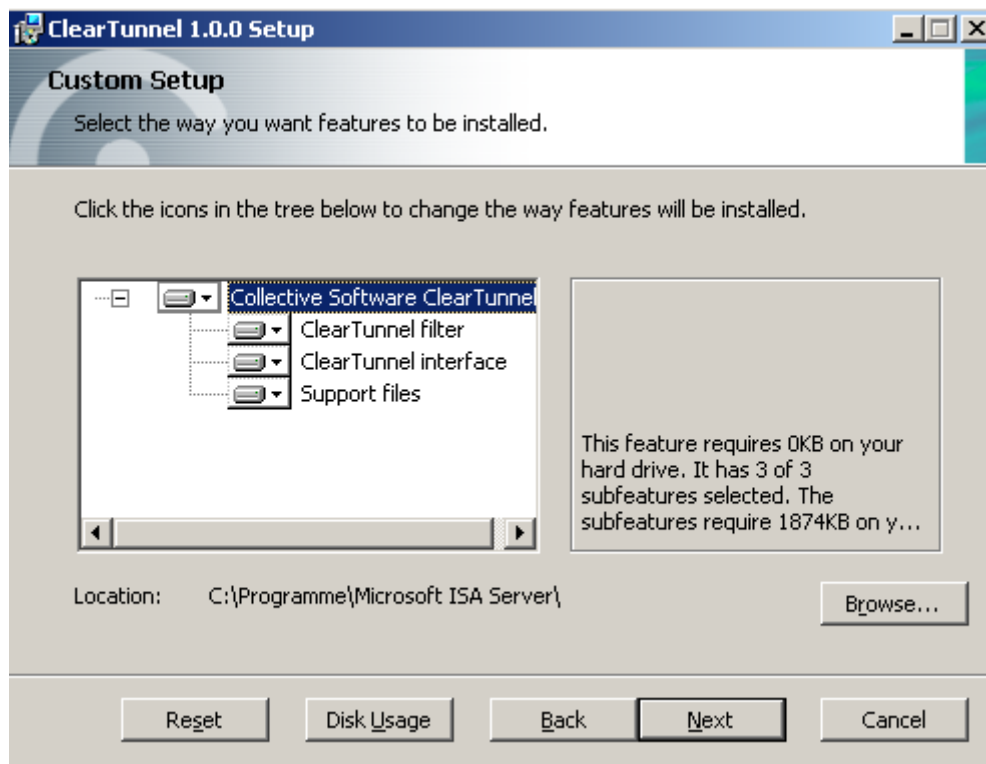 ClearTunnel 1.0.0 Setup
Custom Setup
Select the way you want features to be installed.
Click the icons in the tree below to change the way features will be installed.
Collective Software ClearTunnel
ClearTunnel filter
ClearTunnel interface
Support files
This feature requires 0KB on your
hard drive. It has 3 of 3
subfeatures selected. The
subfeatures require 1874KB on y...
Location: C:\Programme\Microsoft ISA Server\
Browse...
Reset Disk Usage Back Next Cancel